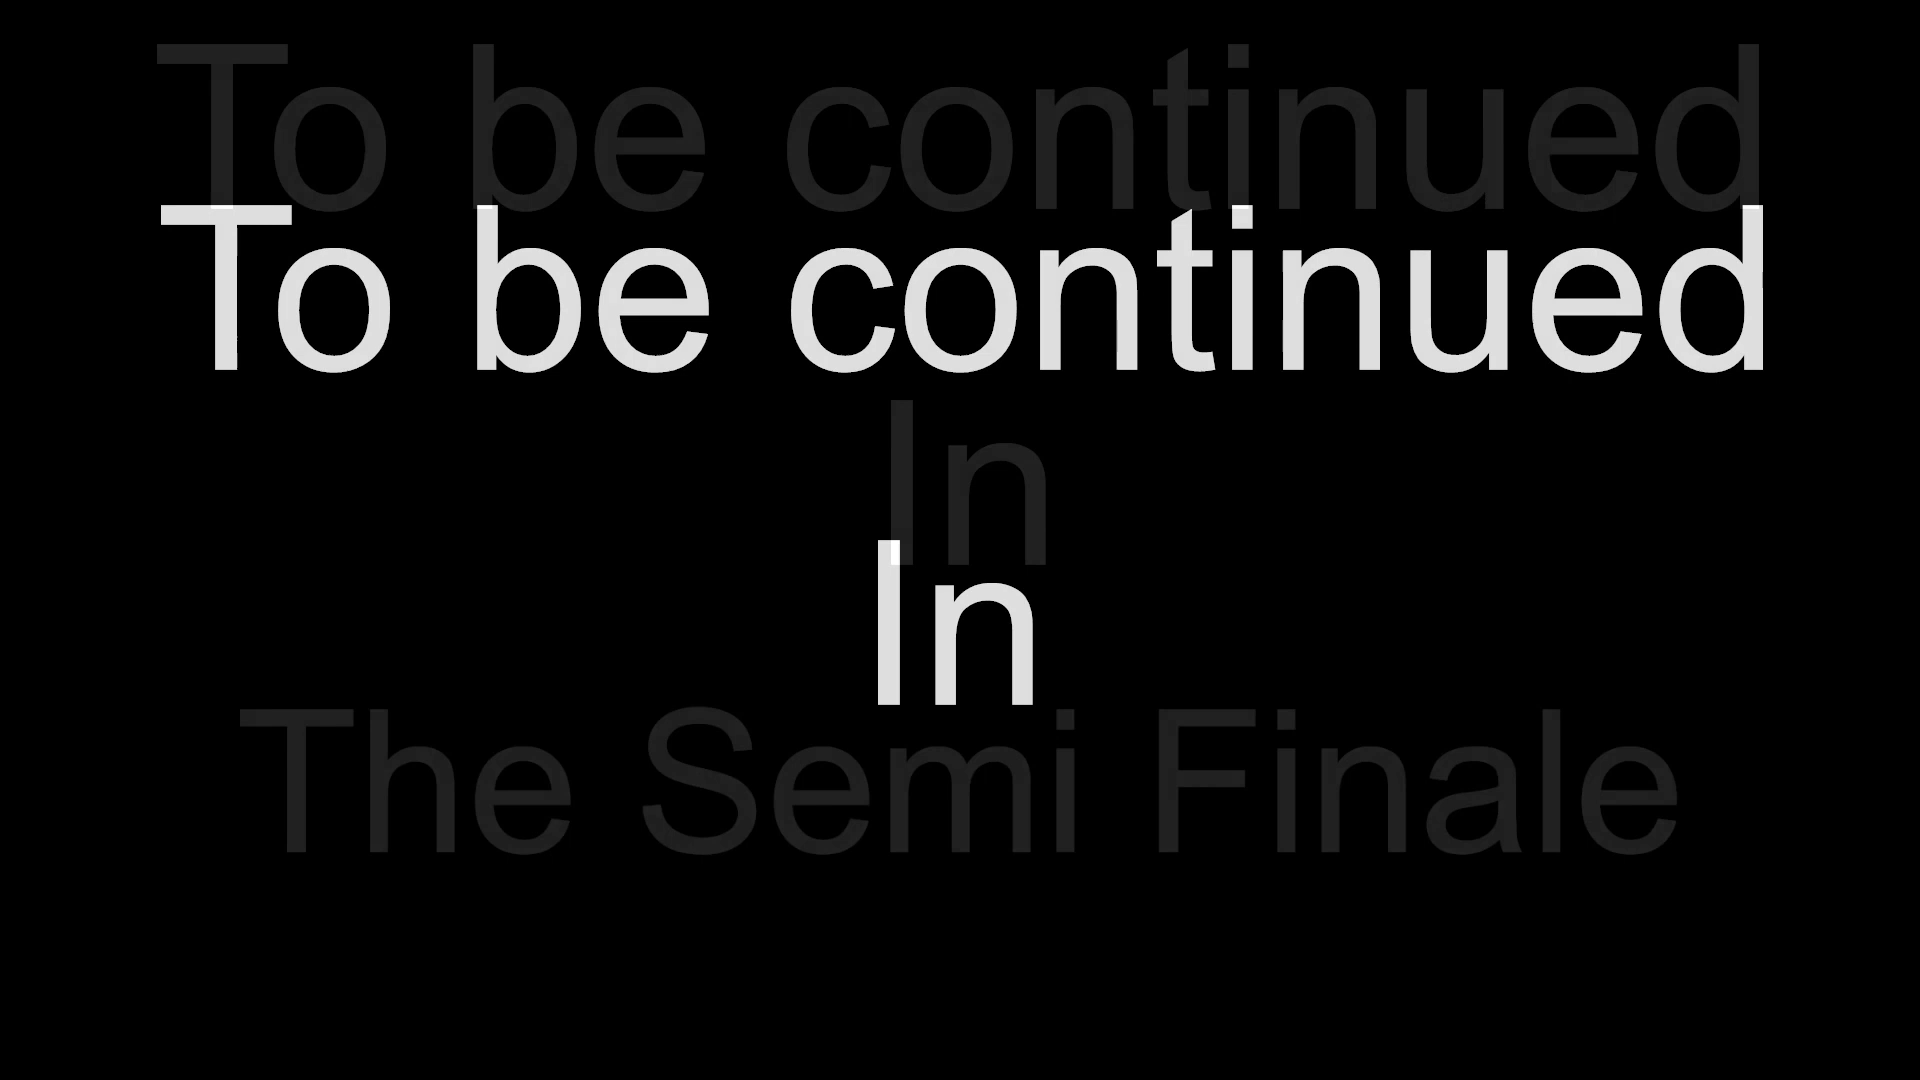 To be continued
To be continued
In
In
The Semi Finale